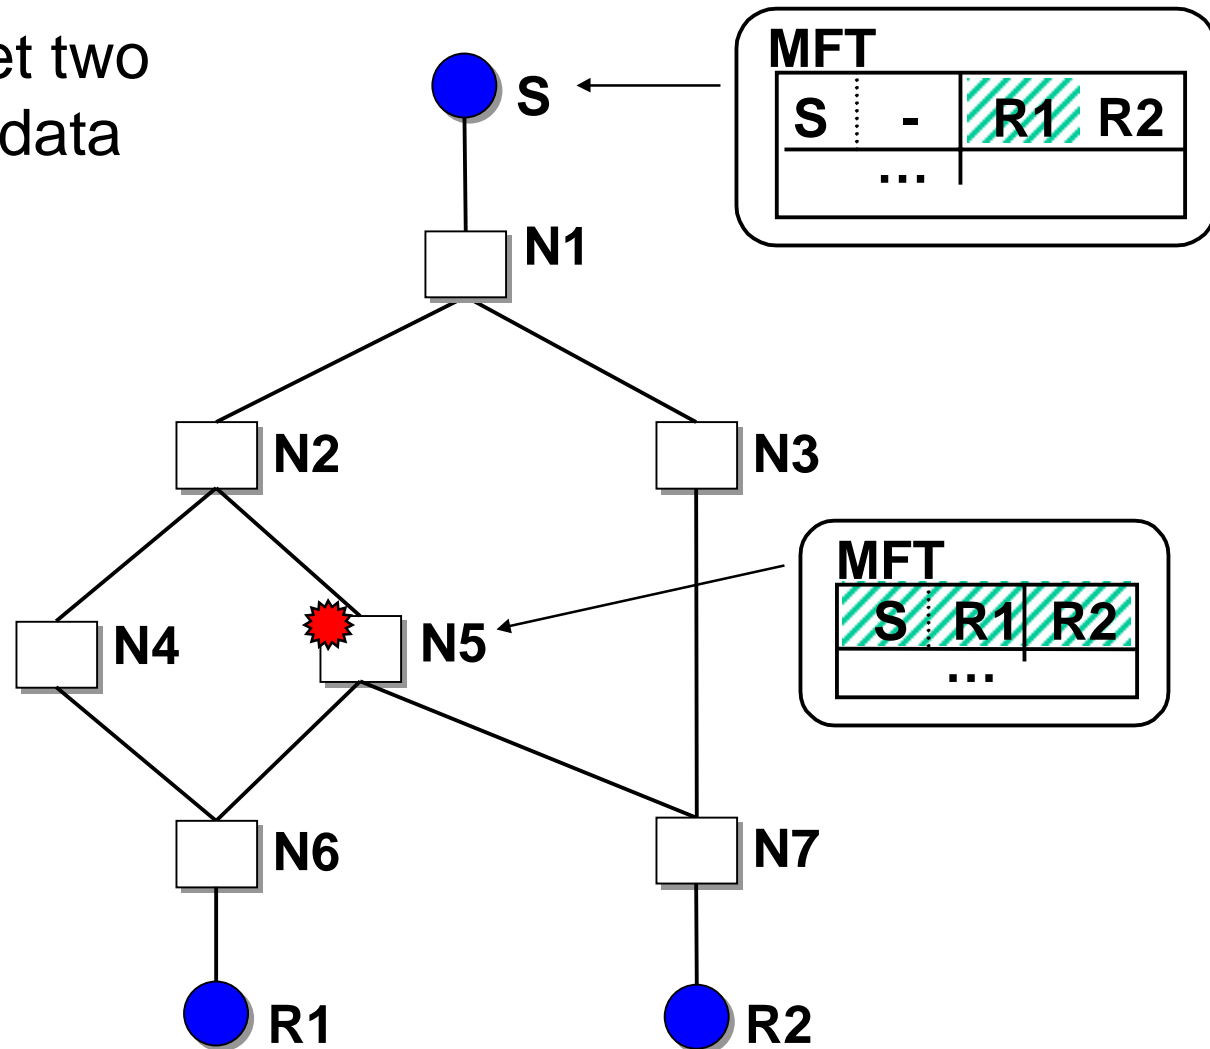 et two
data
S
MFT
S - R1 R2
...
N1
N2
N3
MFT
S R1 R2
...
N4
N5
N6
N7
R1
R2